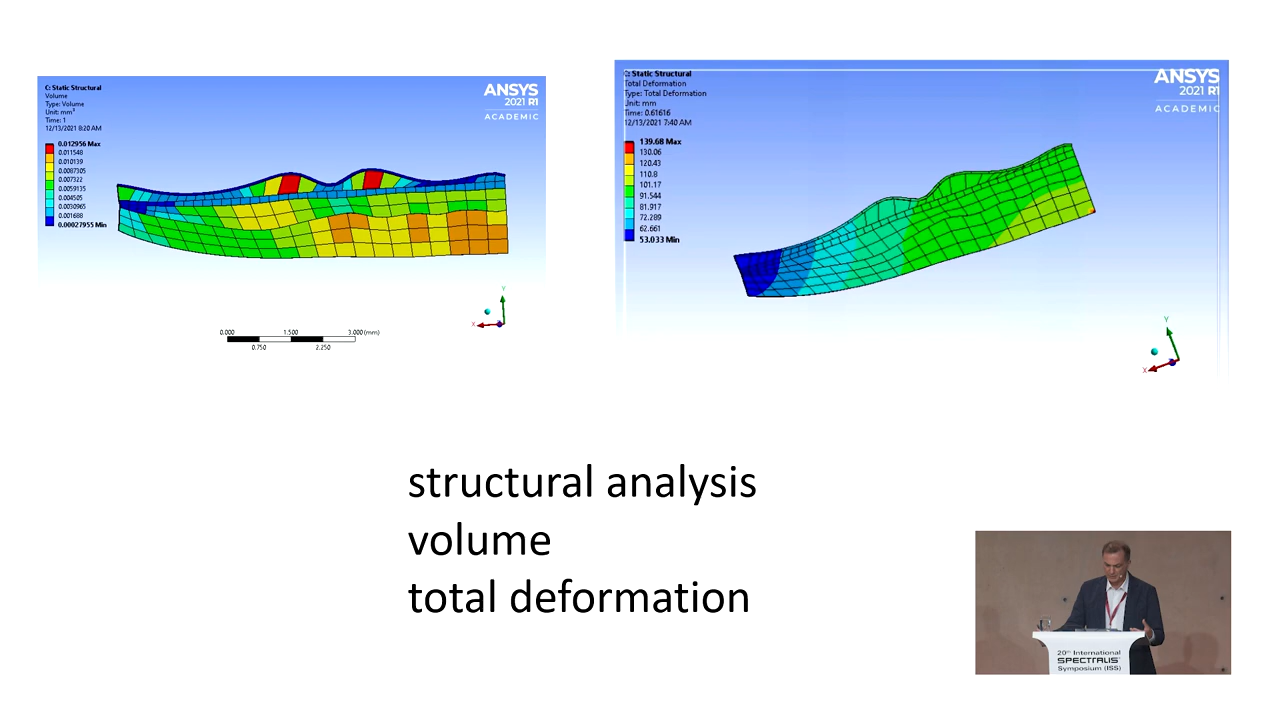 C: Static Structural
Volume
Type: Volume
Unit: mm³
Time: 1
12/13/2021 8:20 AM
0.012956 Max
0.011548
0.010139
0.0087305
0.007322
0.0059135
0.004505
0.0030965
0.001688
0.00027955 Min
ANSYS
2021 R1
ACADEMIC
Y
X
0.000 1.500 3.000 (mm)
0.750 2.250
C: Static Structural
Total Deformation
Type: Total Deformation
Unit: mm
Time: 0.61616
12/13/2021 7:40 AM
139.68 Max
130.06
120.43
110.8
101.17
91.544
81.917
72.289
62.661
53.033 Min
ANSYS
2021 R1
ACADEMIC
Y
X
structural analysis
volume
total deformation
20th International
SPECTRALIS
Symposium (ISS)